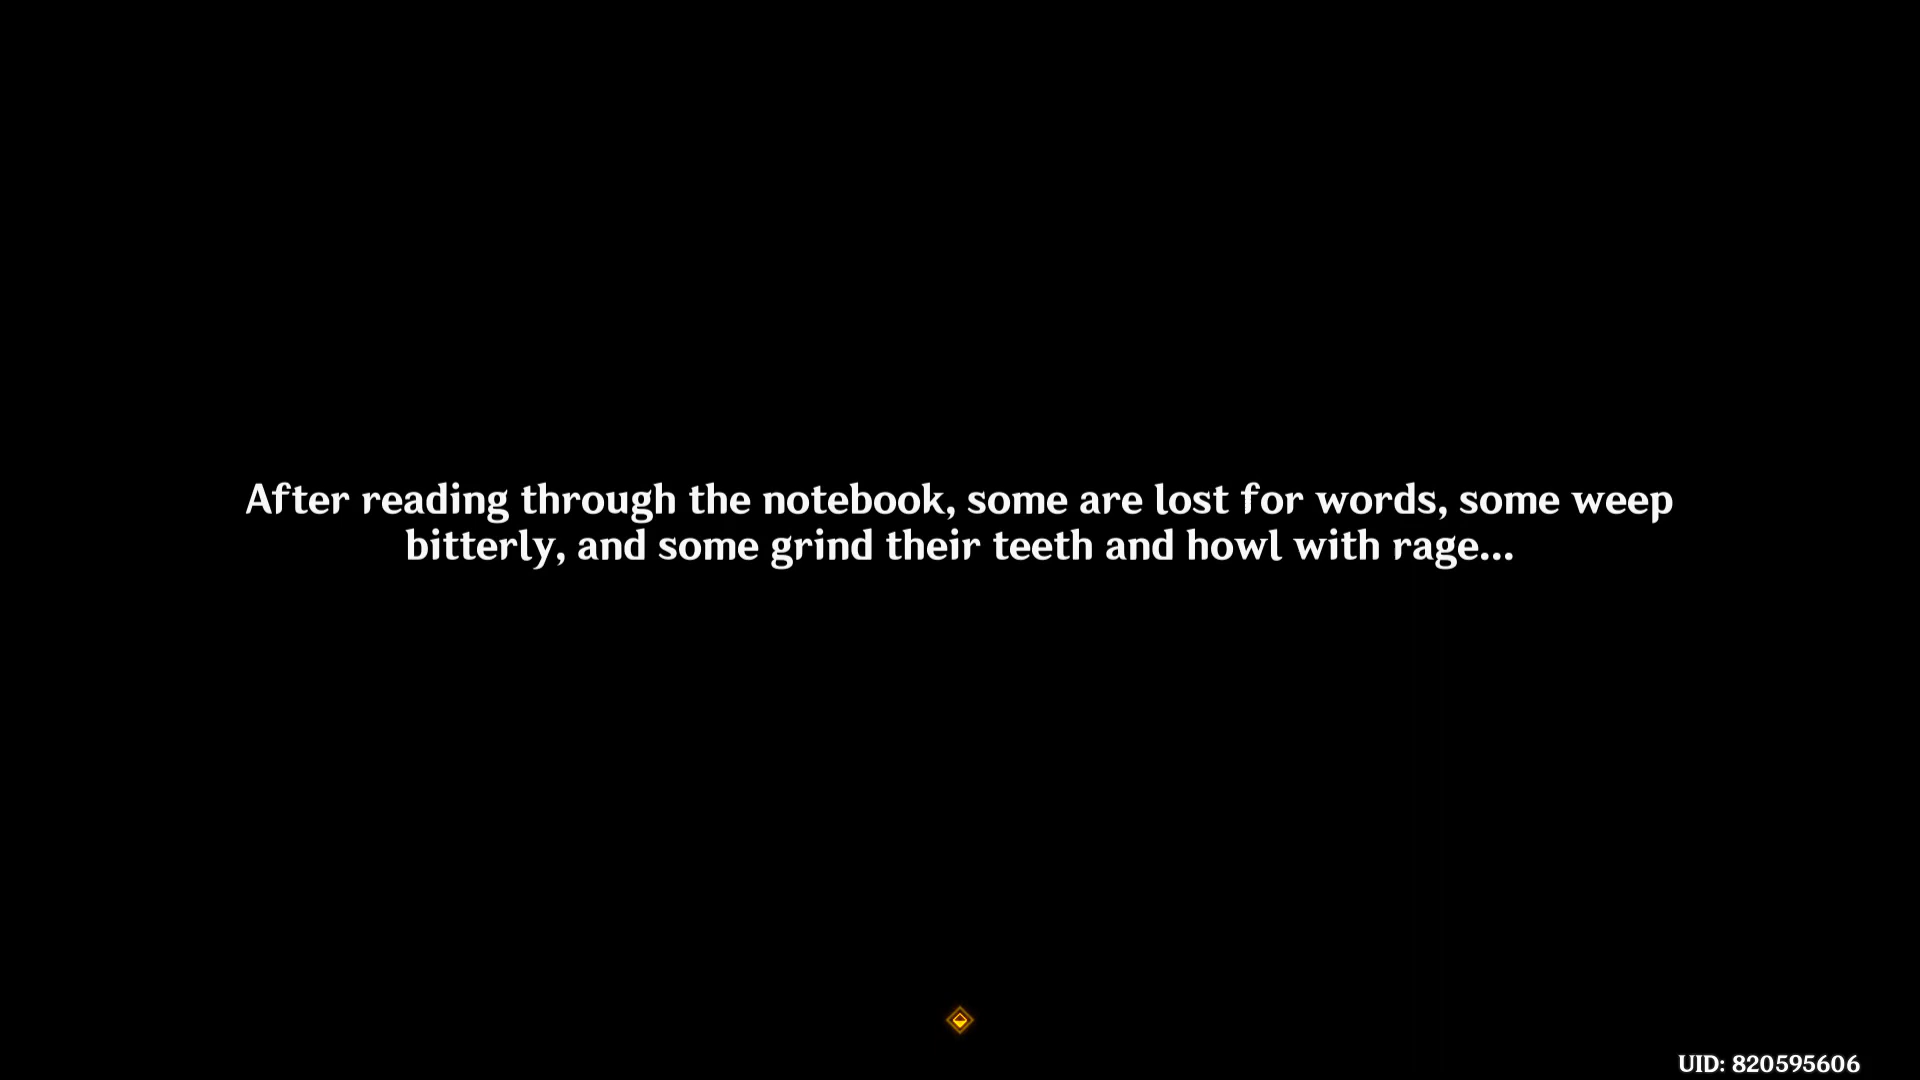 After reading through the notebook, some are lost for words, some weep
bitterly, and some grind their teeth and howl with rage...
UID: 820595606